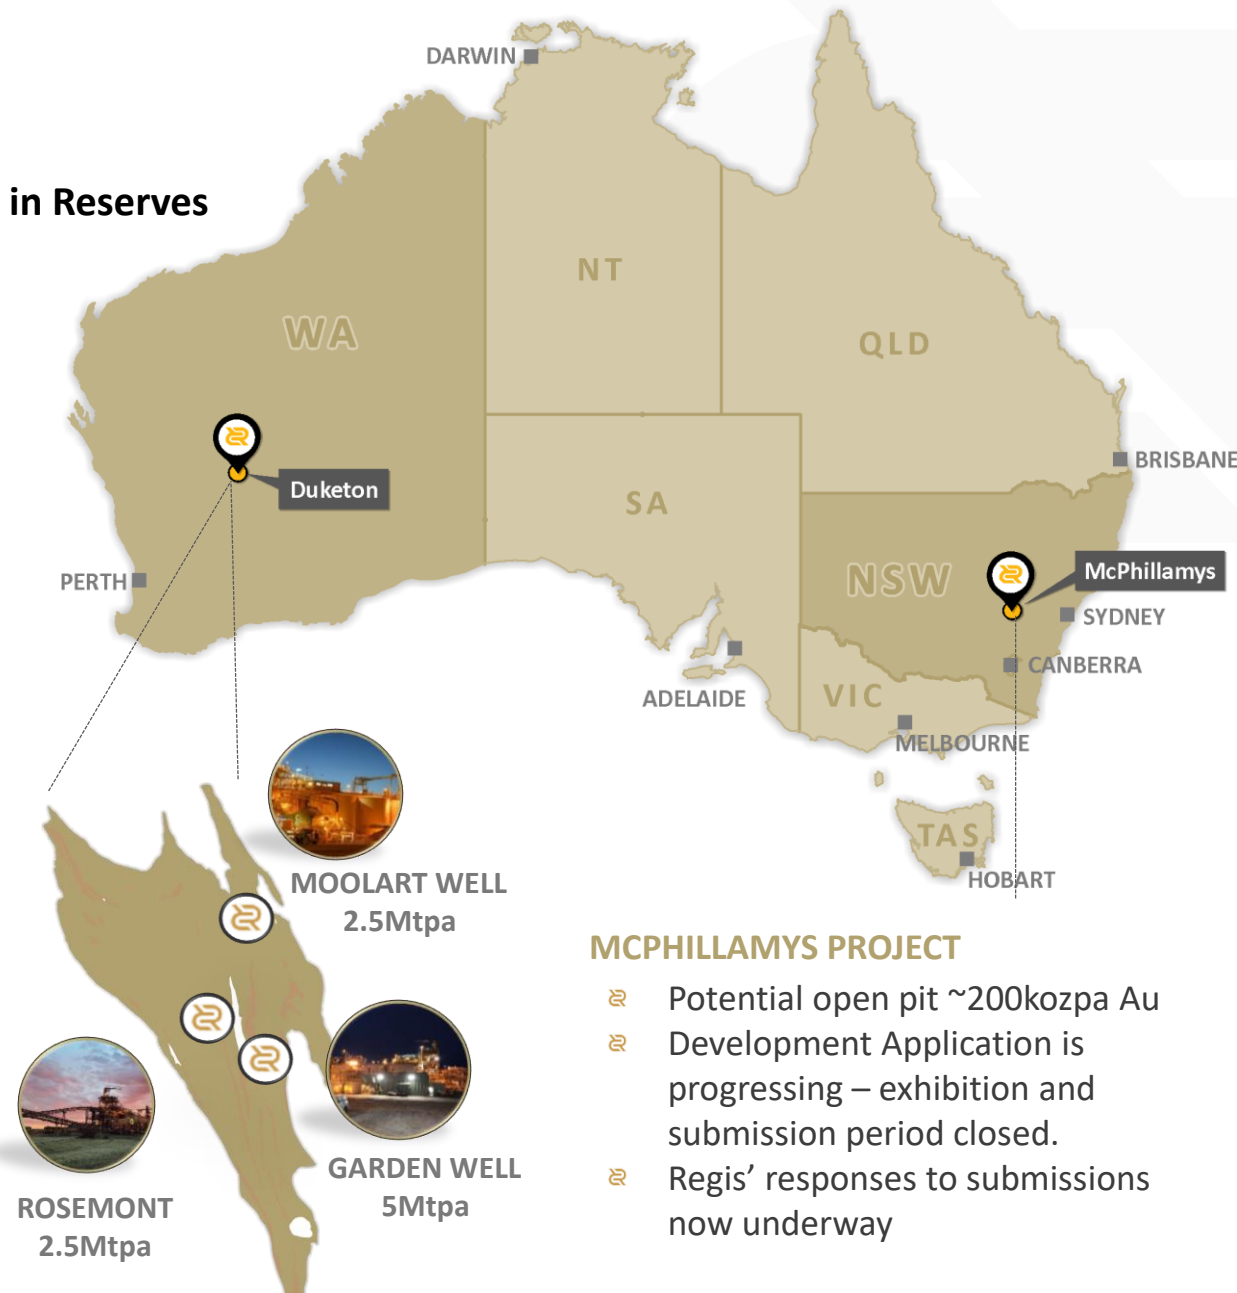 DARWIN
in Reserves
NT
WA
QLD
BRISBANE
Duketon
SA
PERTH
NSW
McPhillamys
SYDNEY
CANBERRA
ADELAIDE
VIC
MELBOURNE
TAS
HOBART
MOOLART WELL
2.5Mtpa
GARDEN WELL
5Mtpa
ROSEMONT
2.5Mtpa
MCPHILLAMYS PROJECT
Potential open pit ~200kozpa Au
Development Application is
progressing – exhibition and
submission period closed.
Regis’ responses to submissions
now underway